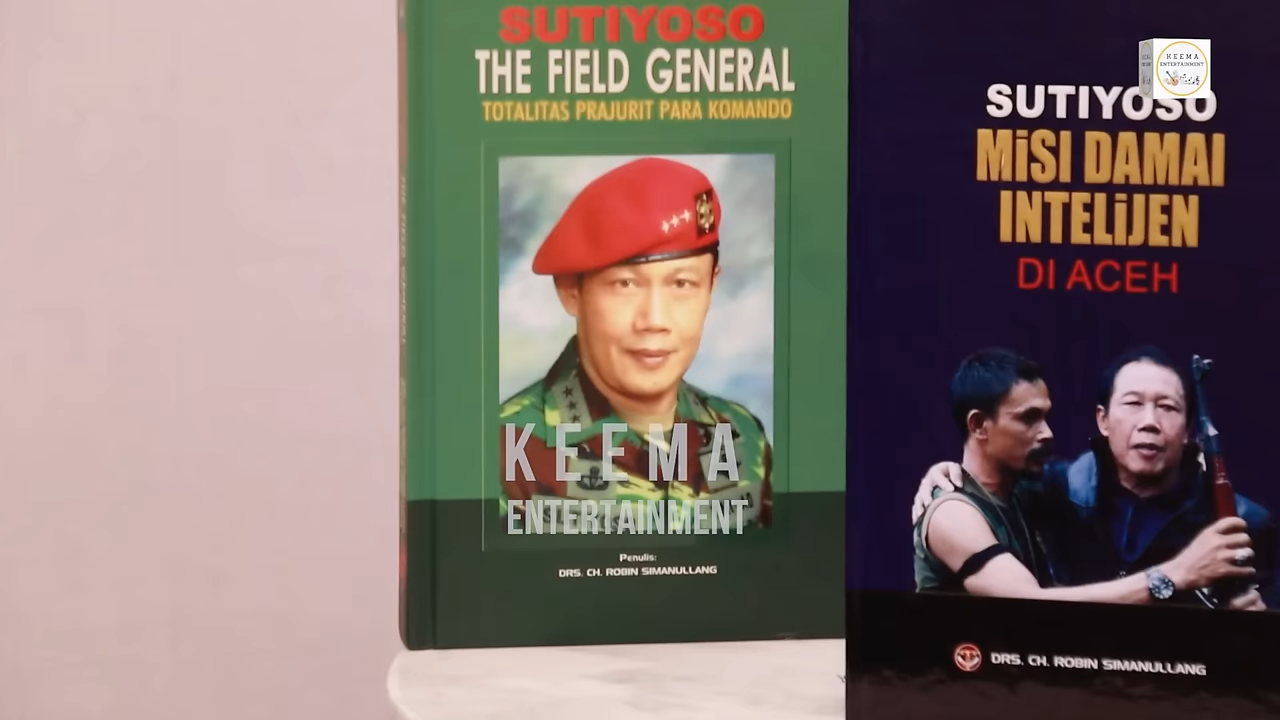 SUTIYOSO
THE FIELD GENERAL
TOTALITAS PRAJURIT PARA KOMANDO
KEEMA
ENTERTAINMENT
Penulis:
DRS. CH. ROBIN SIMANULLANG
KEEMA
ENTERTAINMENT
SUTIYOSO
MiSI DAMAI
INTELiJEN
DI ACEH
DRS. CH. ROBIN SIMANULLANG